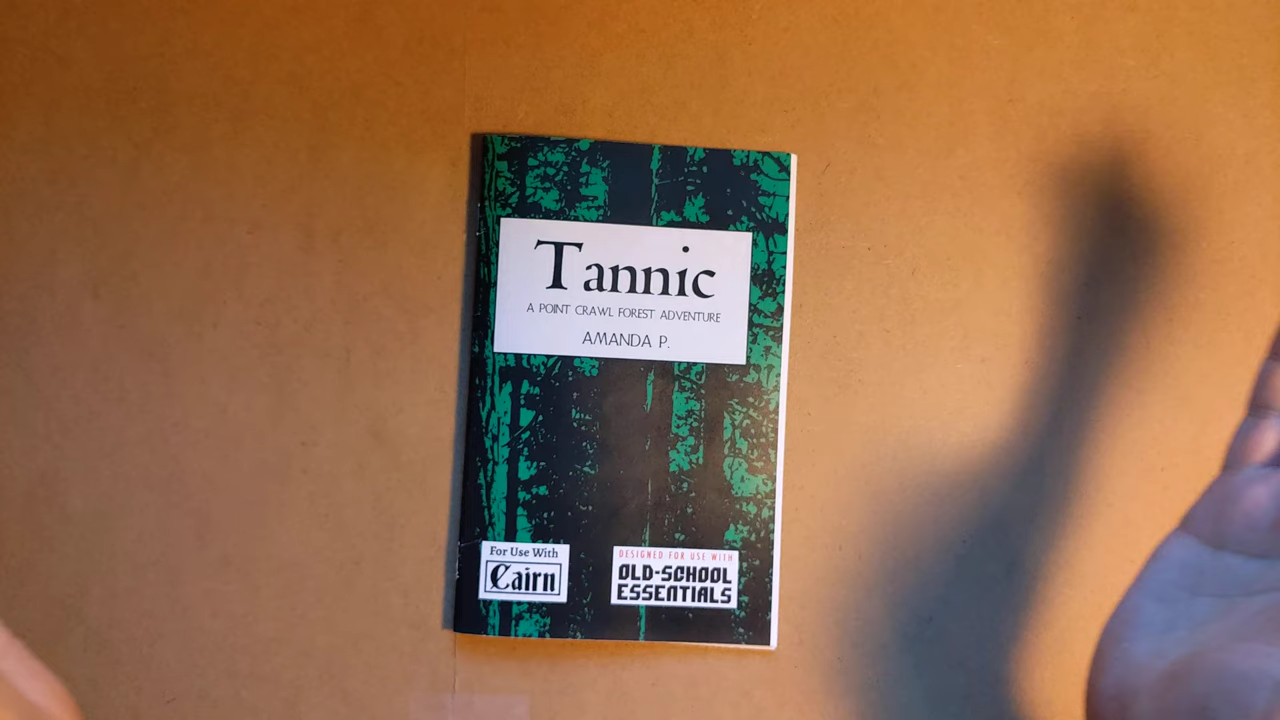 Tannic
A POINT CRAWL FOREST ADVENTURE
AMANDA P.
For Use With
Cairn
DESIGNED FOR USE WITH
OLD-SCHOOL
ESSENTIALS